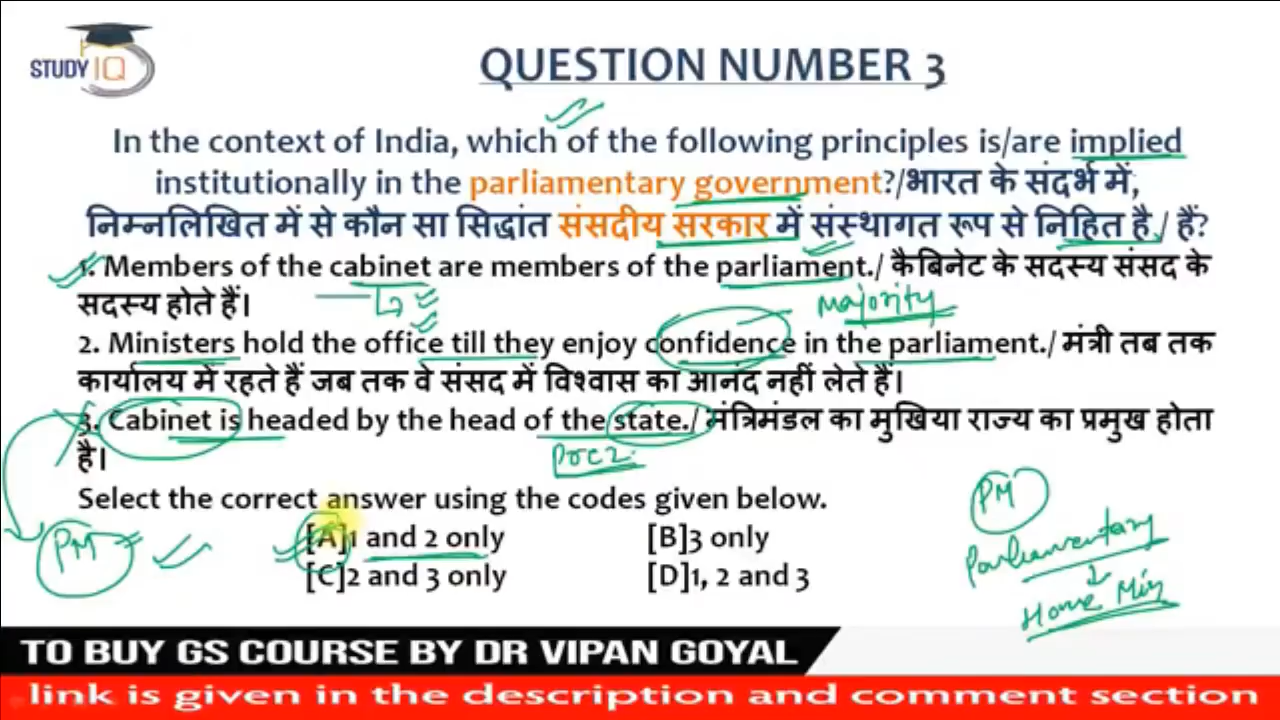 STUDY IQ
QUESTION NUMBER 3
In the context of India, which of the following principles is/are implied
institutionally in the parliamentary government?/भारत के संदर्भ में,
निम्नलिखित में से कौन सा सिद्धांत संसदीय सरकार में संस्थागत रूप से निहित है / हैं?
1. Members of the cabinet are members of the parliament./ कैबिनेट के सदस्य संसद के
सदस्य होते हैं।
majority
2. Ministers hold the office till they enjoy confidence in the parliament./ मंत्री तब तक
कार्यालय में रहते हैं जब तक वे संसद में विश्वास का आनंद नहीं लेते हैं।
3. Cabinet is headed by the head of the state./ मंत्रिमंडल का मुखिया राज्य का प्रमुख होता
है।
Select the correct answer using the codes given below.
PM
[A]1 and 2 only [B]3 only
PM
Parliamentary
[C]2 and 3 only [D]1, 2 and 3
Home Min
TO BUY GS COURSE BY DR VIPAN GOYAL
link is given in the description and comment section